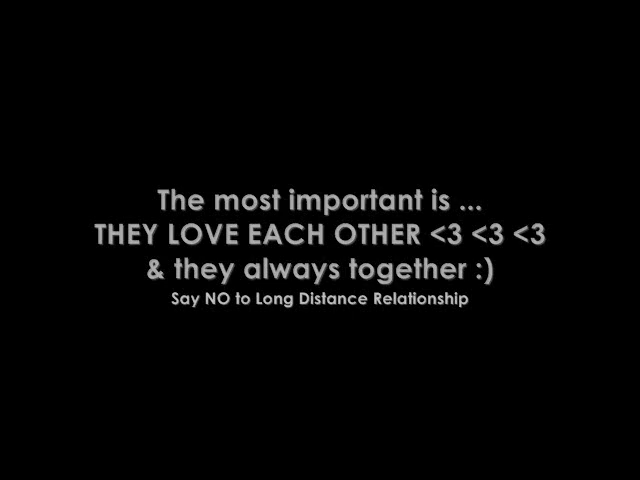 The most important is ...
THEY LOVE EACH OTHER <3 <3 <3
& they always together :)
Say NO to Long Distance Relationship